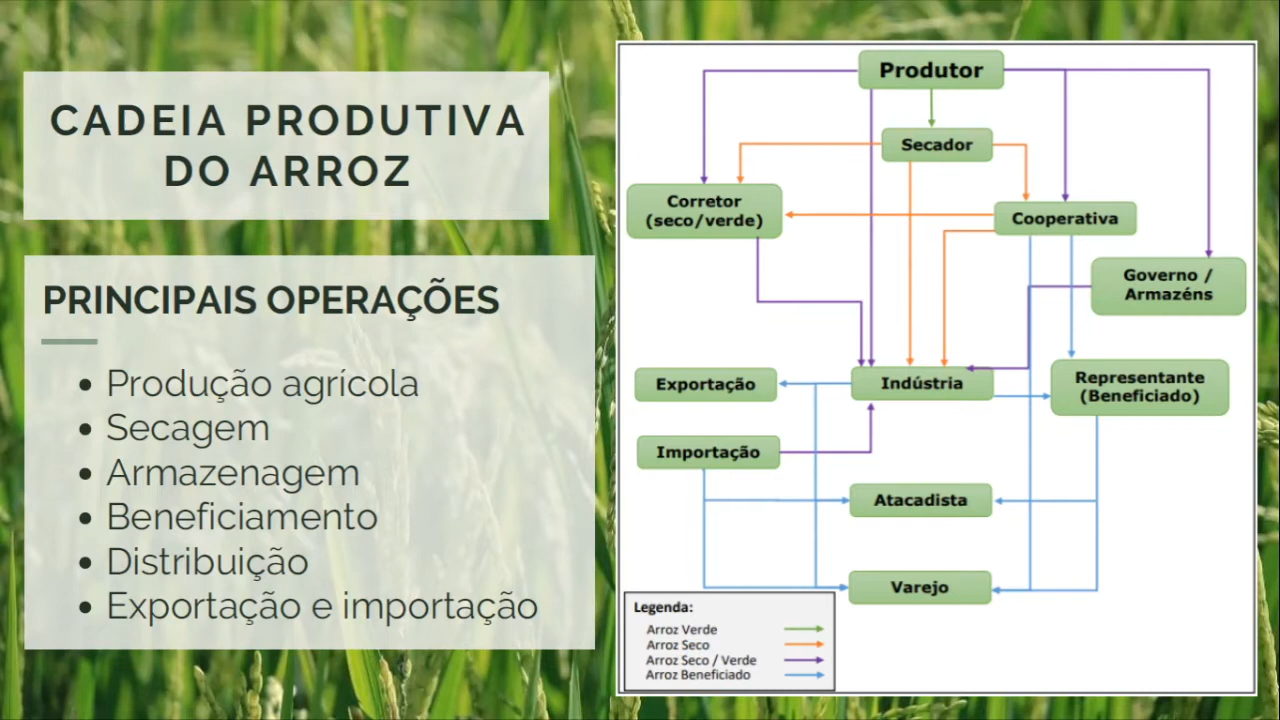 CADEIA PRODUTIVA
DO ARROZ
PRINCIPAIS OPERAÇÕES
• Produção agrícola
• Secagem
• Armazenagem
• Beneficiamento
• Distribuição
• Exportação e importação
Produtor
Secador
Corretor
(seco/verde)
Cooperativa
Governo /
Armazéns
Exportação
Indústria
Representante
(Beneficiado)
Importação
Atacadista
Varejo
Legenda:
Arroz Verde
Arroz Seco
Arroz Seco / Verde
Arroz Beneficiado